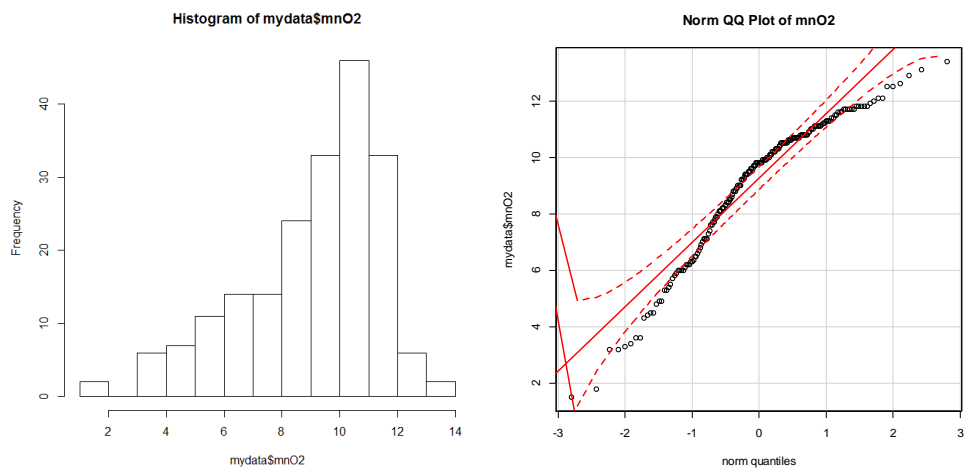 Histogram of mydata$mnO2
Frequency
0
10
20
30
40
2 4 6 8 10 12 14
mydata$mnO2
Norm QQ Plot of mnO2
mydata$mnO2
2
4
6
8
10
12
-3 -2 -1 0 1 2 3
norm quantiles